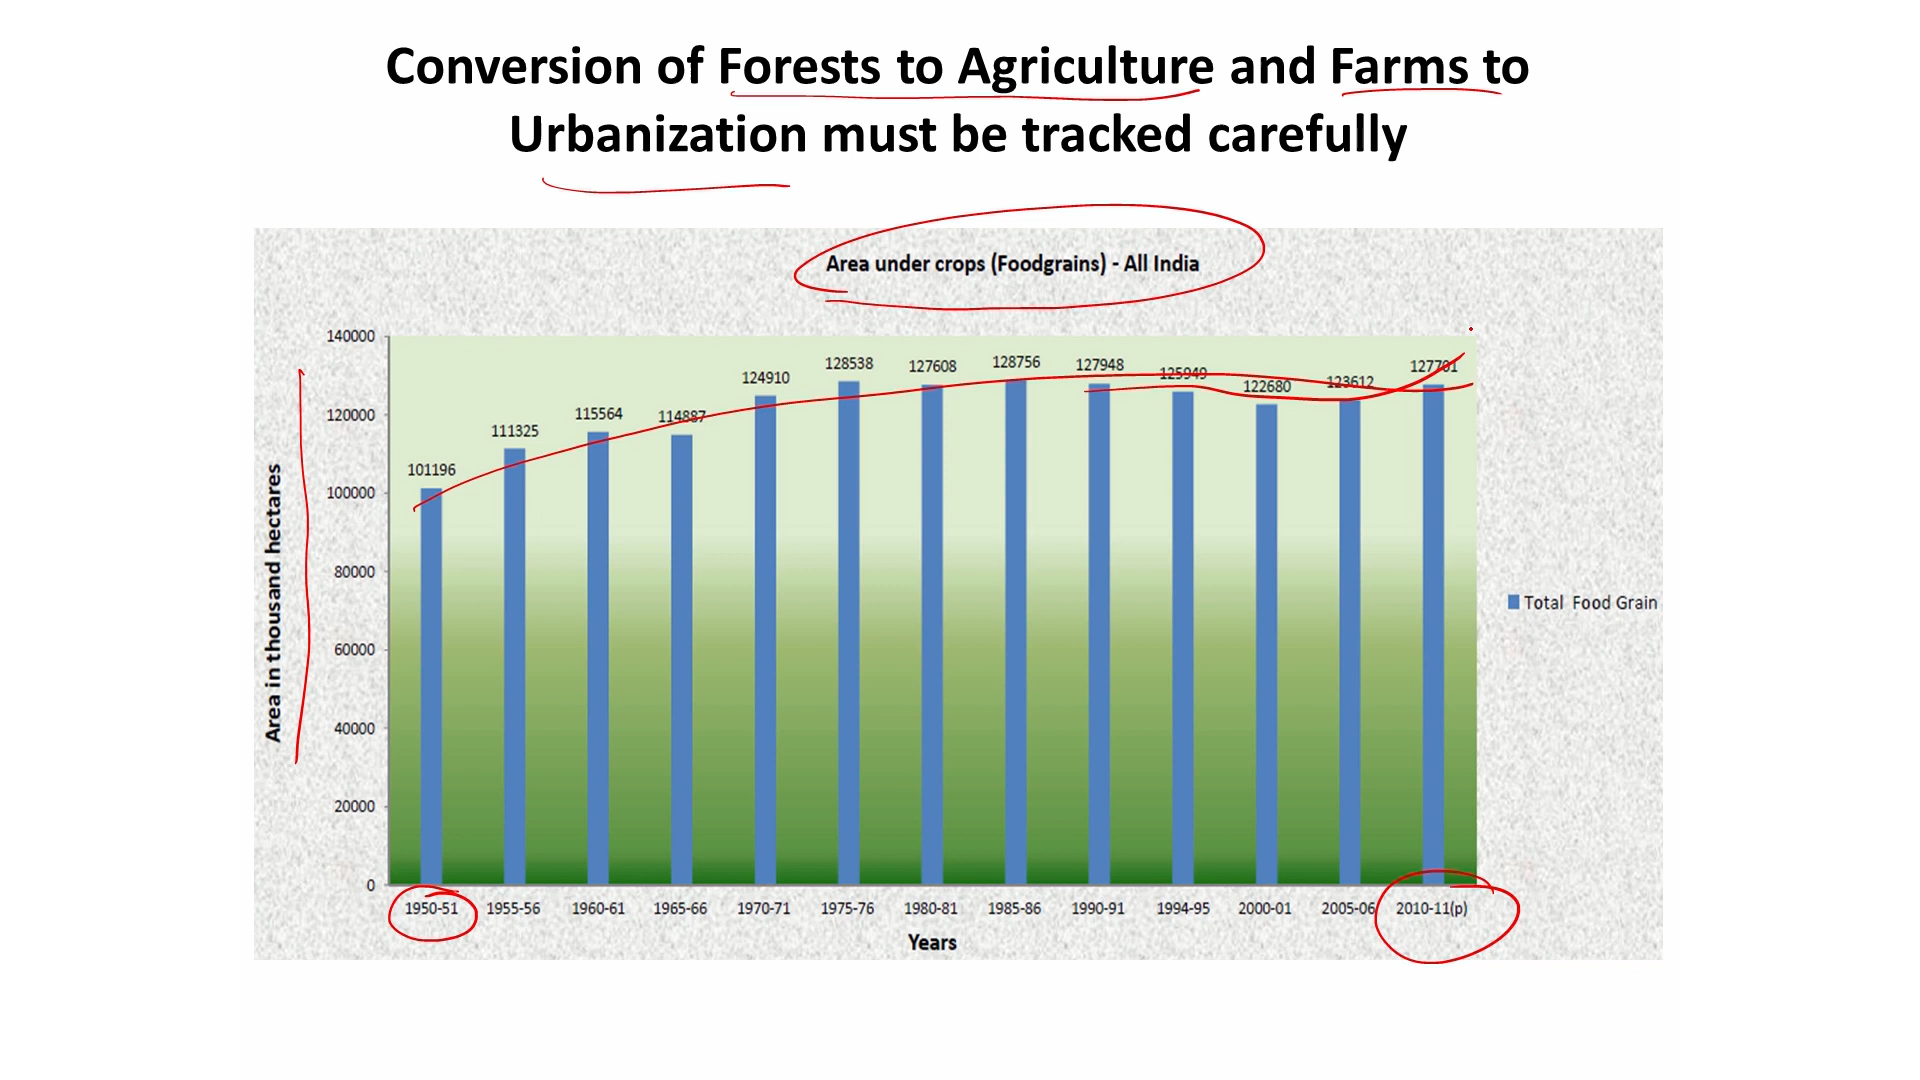 Conversion of Forests to Agriculture and Farms to
Urbanization must be tracked carefully
Area under crops (Foodgrains) - All India
Area in thousand hectares
140000
120000
100000
80000
60000
40000
20000
0
101196
111325
115564
114887
124910
128538
127608
128756
127948
125949
122680
123612
Total Food Grain
1950-51 1955-56 1960-61 1965-66 1970-71 1975-76 1980-81 1985-86 1990-91 1994-95 2000-01 2005-06 2010-11(p)
Years